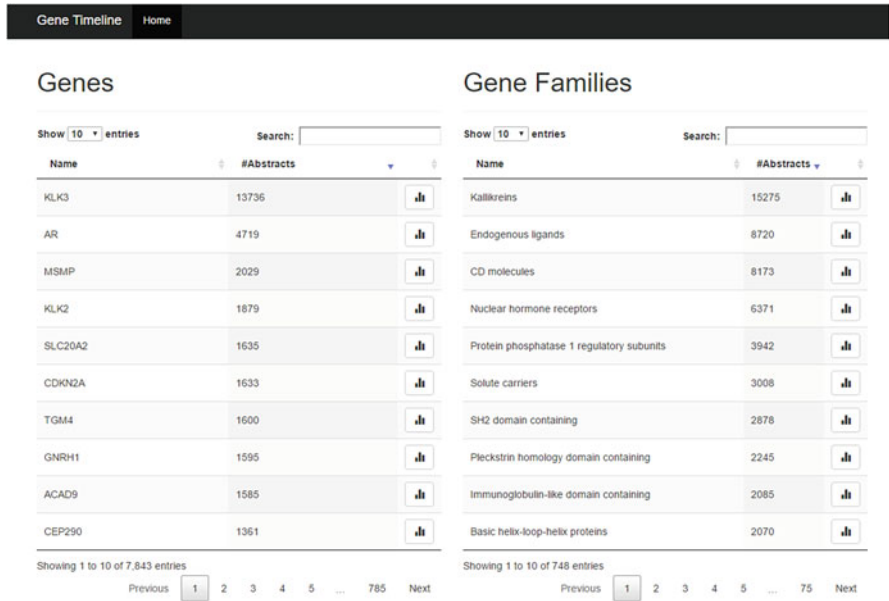 Gene Timeline Home
Genes
Show 10 entries Search:
Name #Abstracts
KLK3 13736
AR 4719
MSMP 2029
KLK2 1879
SLC20A2 1635
CDKN2A 1633
TGM4 1600
GNRH1 1595
ACAD9 1585
CEP290 1361
Showing 1 to 10 of 7,843 entries
Previous 1 2 3 4 5 ... 785 Next
Gene Families
Show 10 entries Search:
Name #Abstracts
Kallikreins 15275
Endogenous ligands 8720
CD molecules 8173
Nuclear hormone receptors 6371
Protein phosphatase 1 regulatory subunits 3942
Solute carriers 3008
SH2 domain containing 2878
Pleckstrin homology domain containing 2245
Immunoglobulin-like domain containing 2085
Basic helix-loop-helix proteins 2070
Showing 1 to 10 of 748 entries
Previous 1 2 3 4 5 ... 75 Next